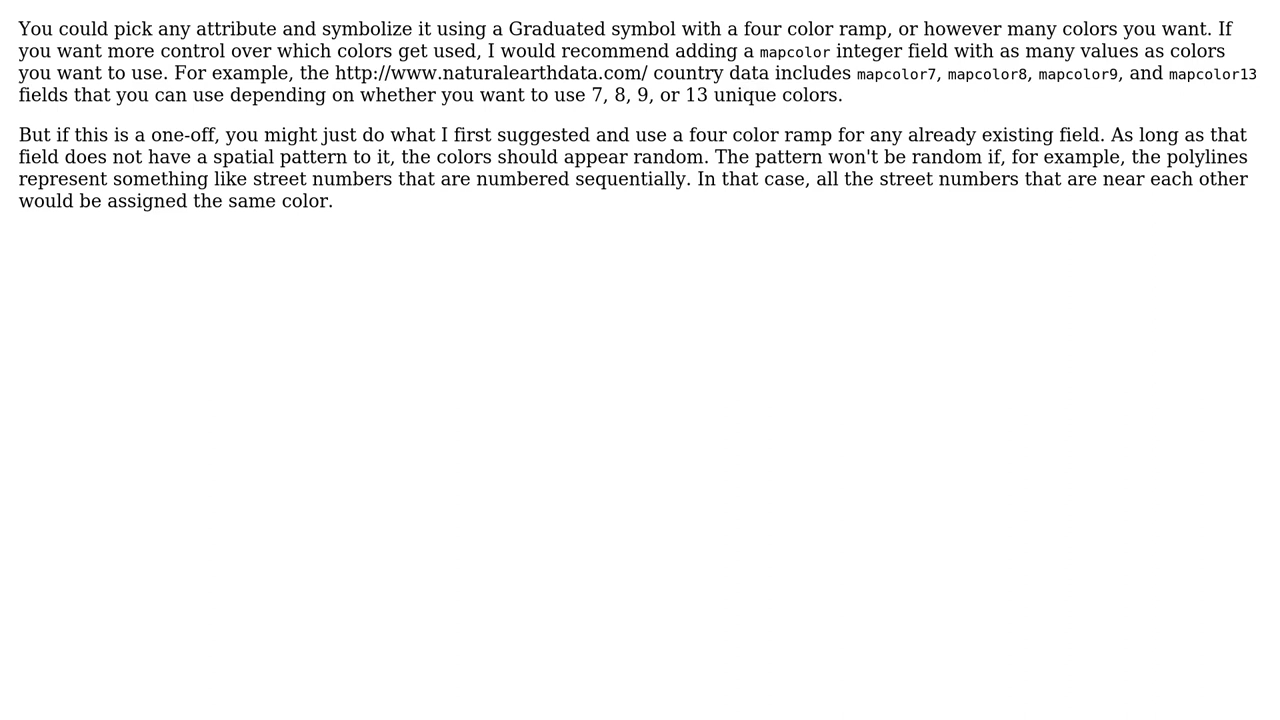 You could pick any attribute and symbolize it using a Graduated symbol with a four color ramp, or however many colors you want. If
you want more control over which colors get used, I would recommend adding a mapcolor integer field with as many values as colors
you want to use. For example, the http://www.naturalearthdata.com/ country data includes mapcolor7, mapcolor8, mapcolor9, and mapcolor13
fields that you can use depending on whether you want to use 7, 8, 9, or 13 unique colors.
But if this is a one-off, you might just do what I first suggested and use a four color ramp for any already existing field. As long as that
field does not have a spatial pattern to it, the colors should appear random. The pattern won't be random if, for example, the polylines
represent something like street numbers that are numbered sequentially. In that case, all the street numbers that are near each other
would be assigned the same color.